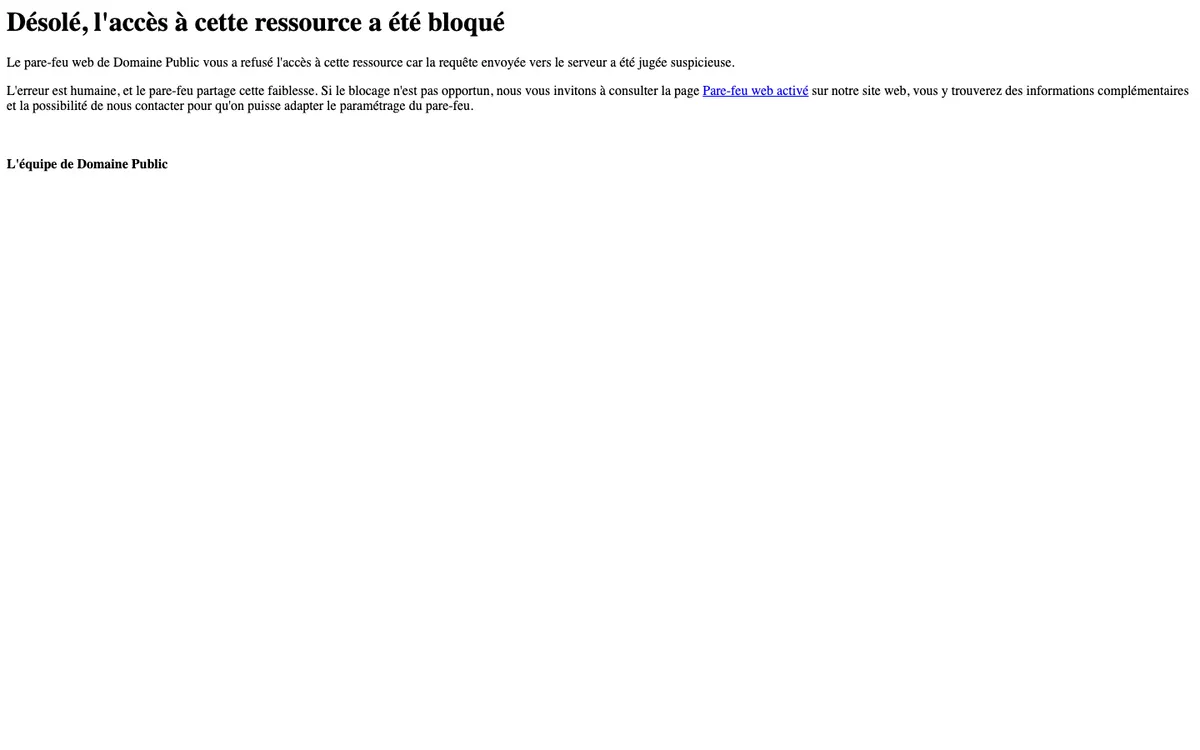 Désolé, l'accès à cette ressource a été bloqué
Le pare-feu web de Domaine Public vous a refusé l'accès à cette ressource car la requête envoyée vers le serveur a été jugée suspicieuse.
L'erreur est humaine, et le pare-feu partage cette faiblesse. Si le blocage n'est pas opportun, nous vous invitons à consulter la page Pare-feu web activé sur notre site web, vous y trouverez des informations complémentaires
et la possibilité de nous contacter pour qu'on puisse adapter le paramétrage du pare-feu.
L'équipe de Domaine Public